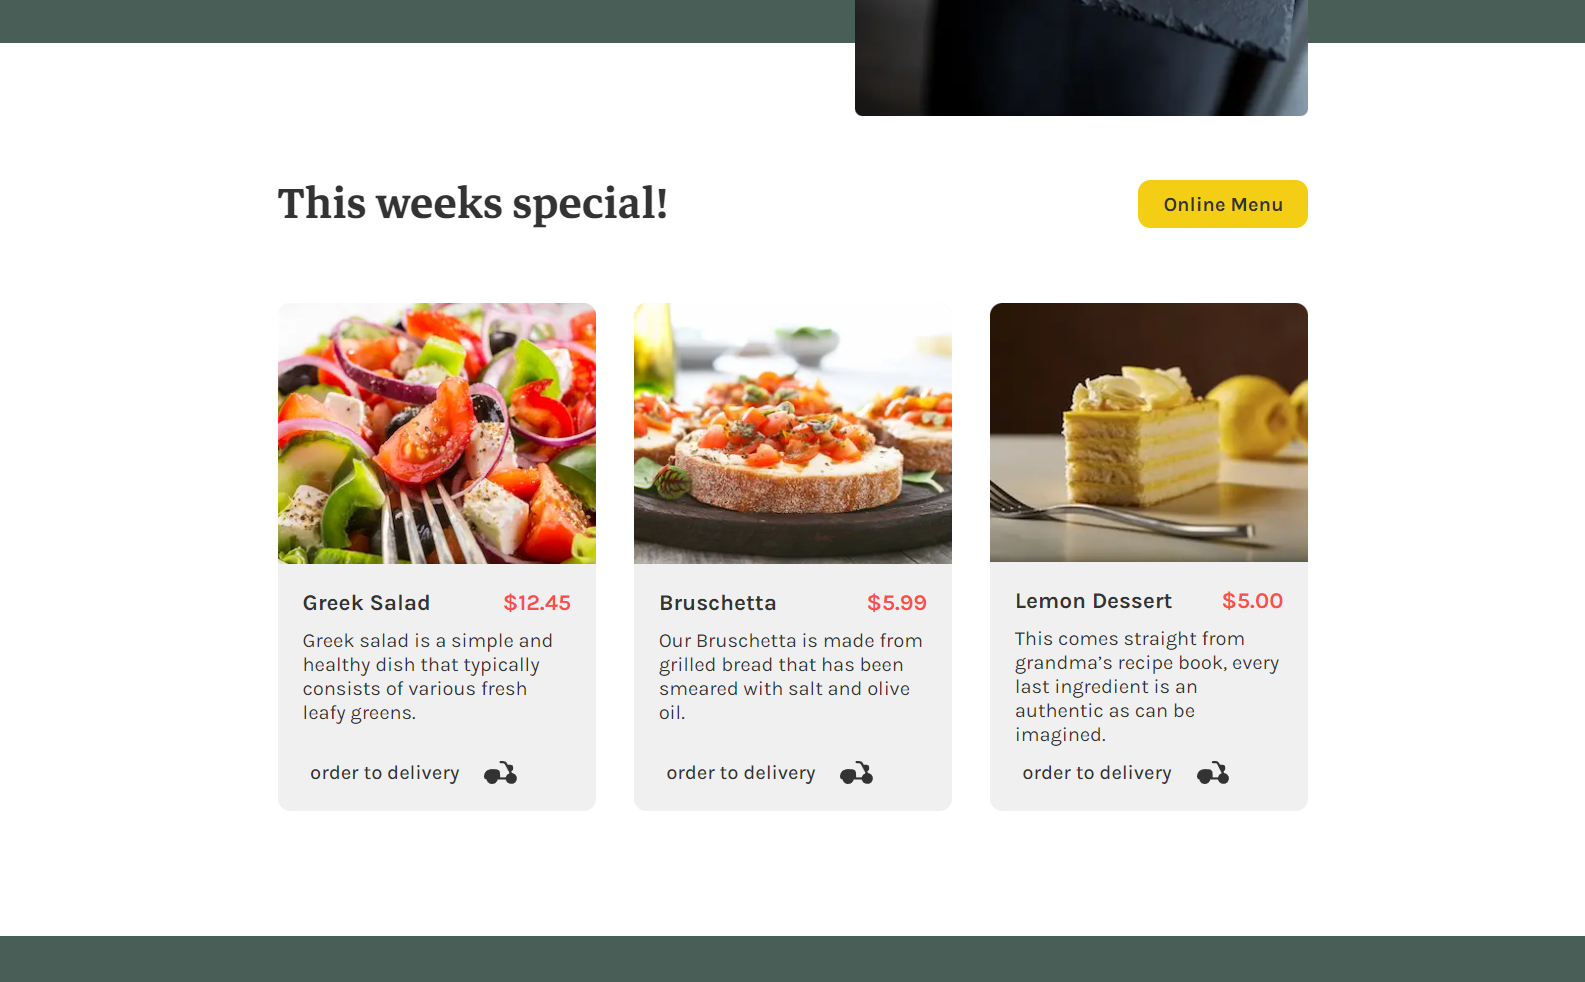 This weeks special!
Online Menu
Greek Salad $12.45
Greek salad is a simple and
healthy dish that typically
consists of various fresh
leafy greens.
order to delivery
Bruschetta $5.99
Our Bruschetta is made from
grilled bread that has been
smeared with salt and olive
oil.
order to delivery
Lemon Dessert $5.00
This comes straight from
grandma’s recipe book, every
last ingredient is an
authentic as can be
imagined.
order to delivery